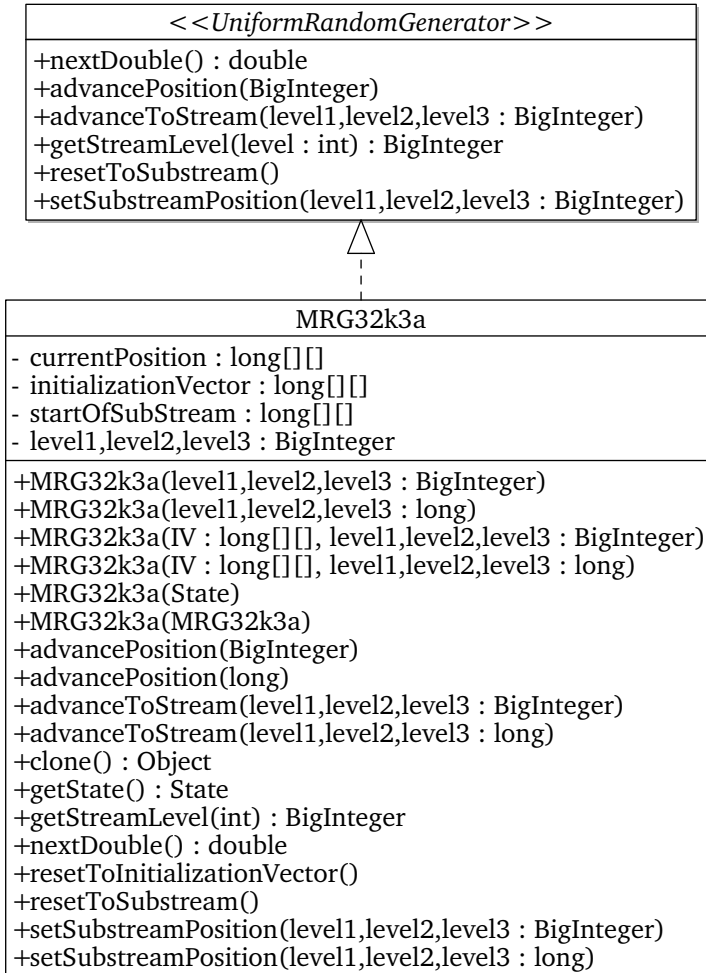 <<UniformRandomGenerator>>
+nextDouble() : double
+advancePosition(BigInteger)
+advanceToStream(level1,level2,level3 : BigInteger)
+getStreamLevel(level : int) : BigInteger
+resetToSubstream()
+setSubstreamPosition(level1,level2,level3 : BigInteger)
MRG32k3a
- currentPosition : long[][]
- initializationVector : long[][]
- startOfSubStream : long[][]
- level1,level2,level3 : BigInteger
+MRG32k3a(level1,level2,level3 : BigInteger)
+MRG32k3a(level1,level2,level3 : long)
+MRG32k3a(IV : long[][], level1,level2,level3 : BigInteger)
+MRG32k3a(IV : long[][], level1,level2,level3 : long)
+MRG32k3a(State)
+MRG32k3a(MRG32k3a)
+advancePosition(BigInteger)
+advancePosition(long)
+advanceToStream(level1,level2,level3 : BigInteger)
+advanceToStream(level1,level2,level3 : long)
+clone() : Object
+getState() : State
+getStreamLevel(int) : BigInteger
+nextDouble() : double
+resetToInitializationVector()
+resetToSubstream()
+setSubstreamPosition(level1,level2,level3 : BigInteger)
+setSubstreamPosition(level1,level2,level3 : long)